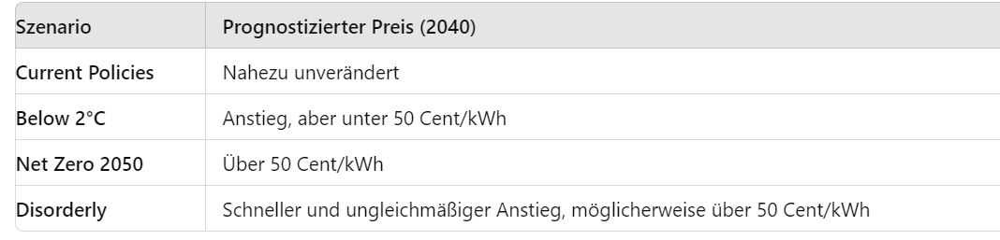 Szenario Prognostizierter Preis (2040)
Current Policies Nahezu unverändert
Below 2°C Anstieg, aber unter 50 Cent/kWh
Net Zero 2050 Über 50 Cent/kWh
Disorderly Schneller und ungleichmäßiger Anstieg, möglicherweise über 50 Cent/kWh